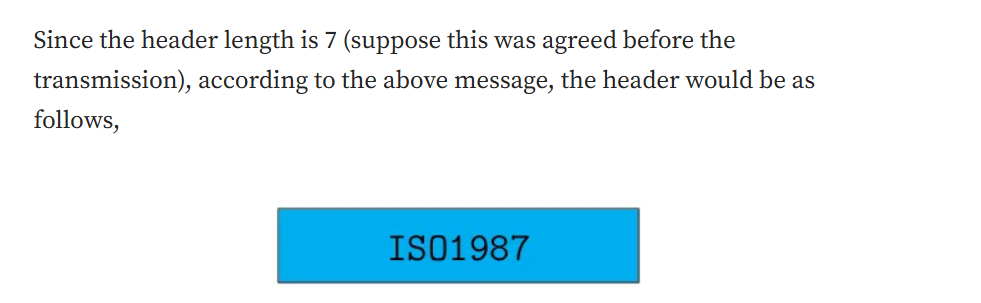 Since the header length is 7 (suppose this was agreed before the
transmission), according to the above message, the header would be as
follows,
ISO1987